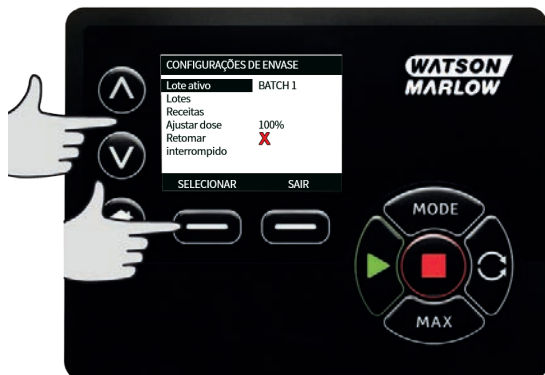 WATSON
MARLOW
CONFIGURAÇÕES DE ENVASE
Lote ativo BATCH 1
Lotes
Receitas
Ajustar dose 100%
Retomar X
interrompido
SELECIONAR SAIR
MODE
MAX